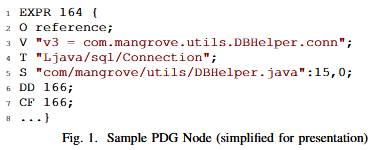 1 EXPR 164 {
2 O reference;
3 V "v3 = com.mangrove.utils.DBHelper.conn";
4 T "Ljava/sql/Connection";
5 S "com/mangrove/utils/DBHelper.java":15,0;
6 DD 166;
7 CF 166;
8 ...}
Fig. 1. Sample PDG Node (simplified for presentation)